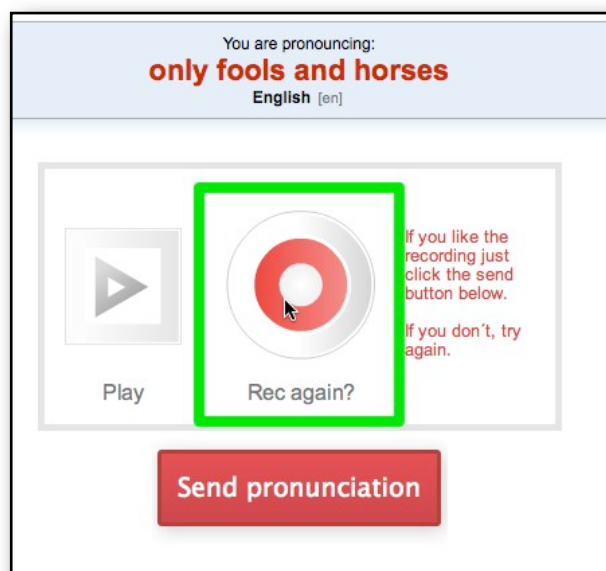 You are pronouncing:
only fools and horses
English [en]
Play
Rec again?
If you like the
recording just
click the send
button below.
If you don´t, try
again.
Send pronunciation